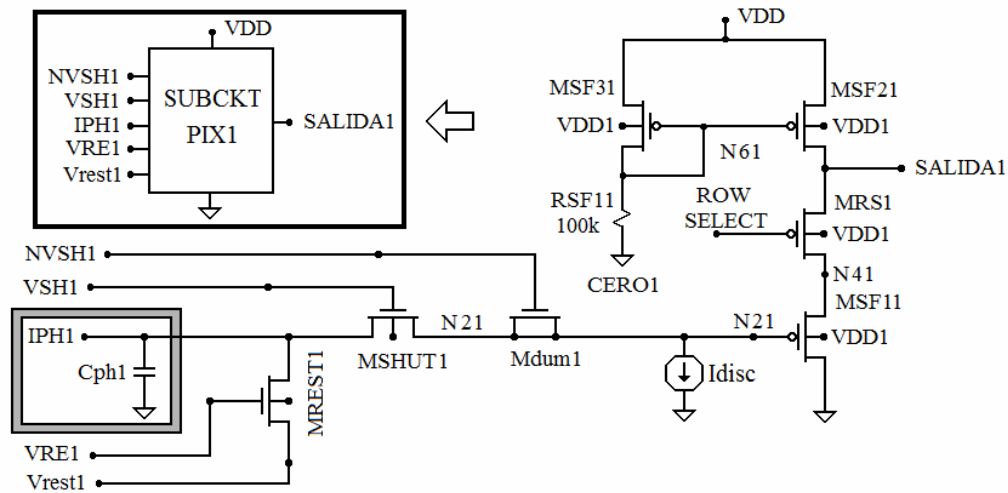 VDD
NVSH1
VSH1
IPH1
VRE1
Vrest1
SUBCKT
PIX1
SALIDA1
VDD
MSF31
MSF21
VDD1
VDD1
N61
SALIDA1
RSF11
100k
CERO1
ROW
SELECT
MRS1
VDD1
N41
MSF11
NVSH1
VSH1
IPH1
Cph1
MREST1
MSHUT1
N21
Mdum1
N21
Idisc
VDD1
VRE1
Vrest1